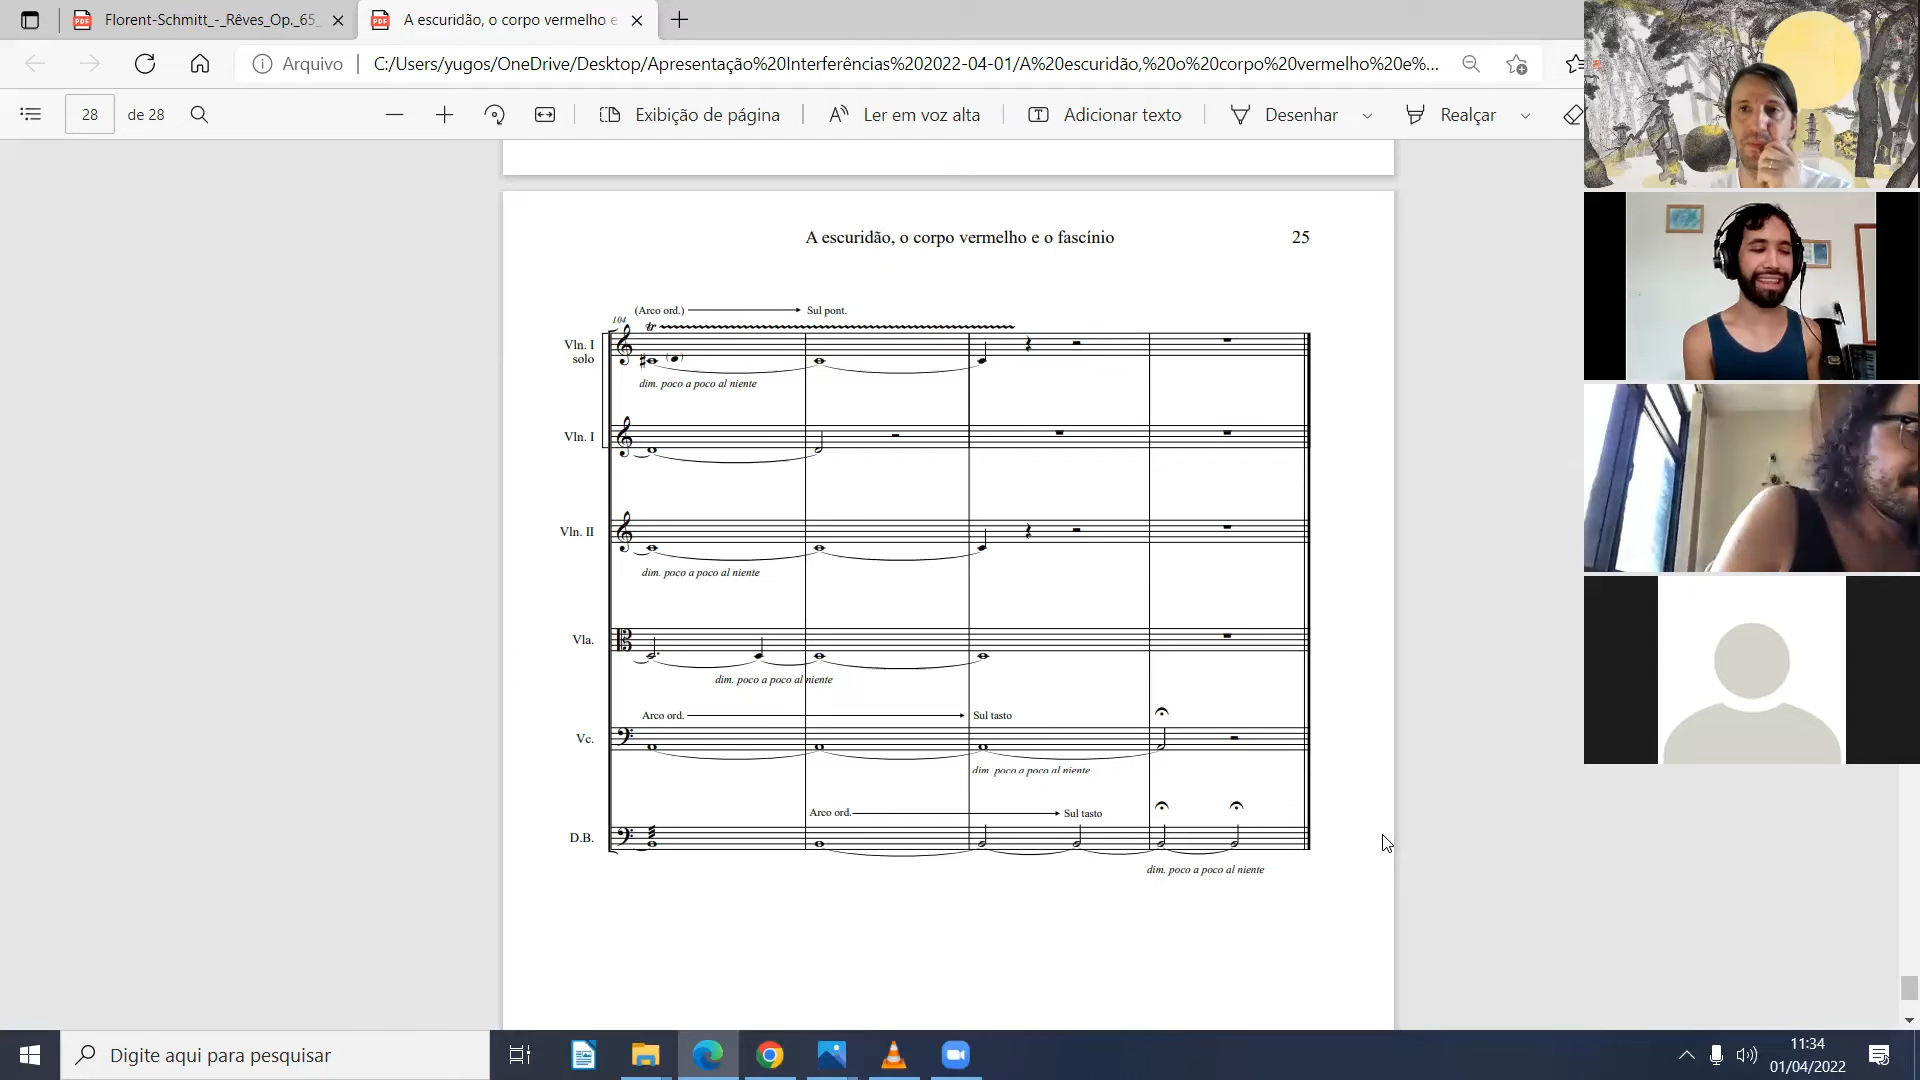 Florent-Schmitt_-_Rêves_Op._65_
A escuridão, o corpo vermelho e
Arquivo
C:/Users/yugos/OneDrive/Desktop/Apresentação%20Interferências%202022-04-01/A%20escuridão,%20o%20corpo%20vermelho%20e%...
28 de 28
Exibição de página
Ler em voz alta
Adicionar texto
Desenhar
Realçar
A escuridão, o corpo vermelho e o fascínio
25
(Arco ord.)
Sul pont.
104
tr
Vln. I
solo
dim. poco a poco al niente
Vln. I
Vln. II
dim. poco a poco al niente
Vla.
dim. poco a poco al niente
Arco ord.
Sul tasto
Vc.
dim. poco a poco al niente
Arco ord.
Sul tasto
D.B.
dim. poco a poco al niente
Digite aqui para pesquisar
11:34
01/04/2022